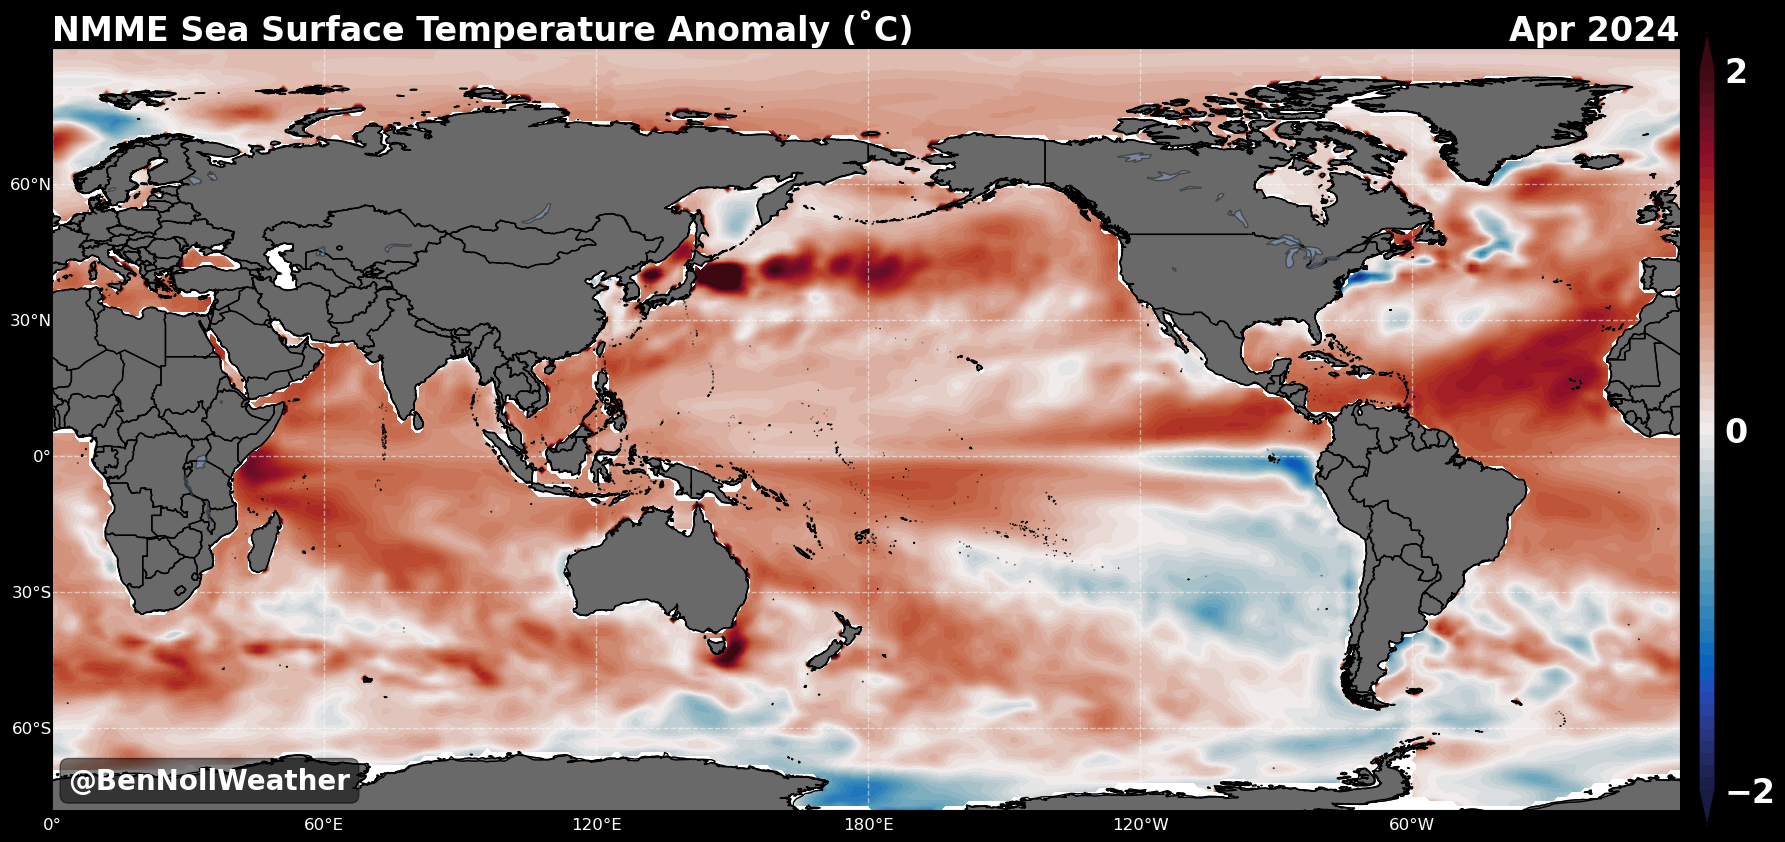 NMME Sea Surface Temperature Anomaly (˚C)
Apr 2024
2
0
−2
60°N
30°N
0°
30°S
60°S
@BenNollWeather
0°
60°E
120°E
180°E
120°W
60°W